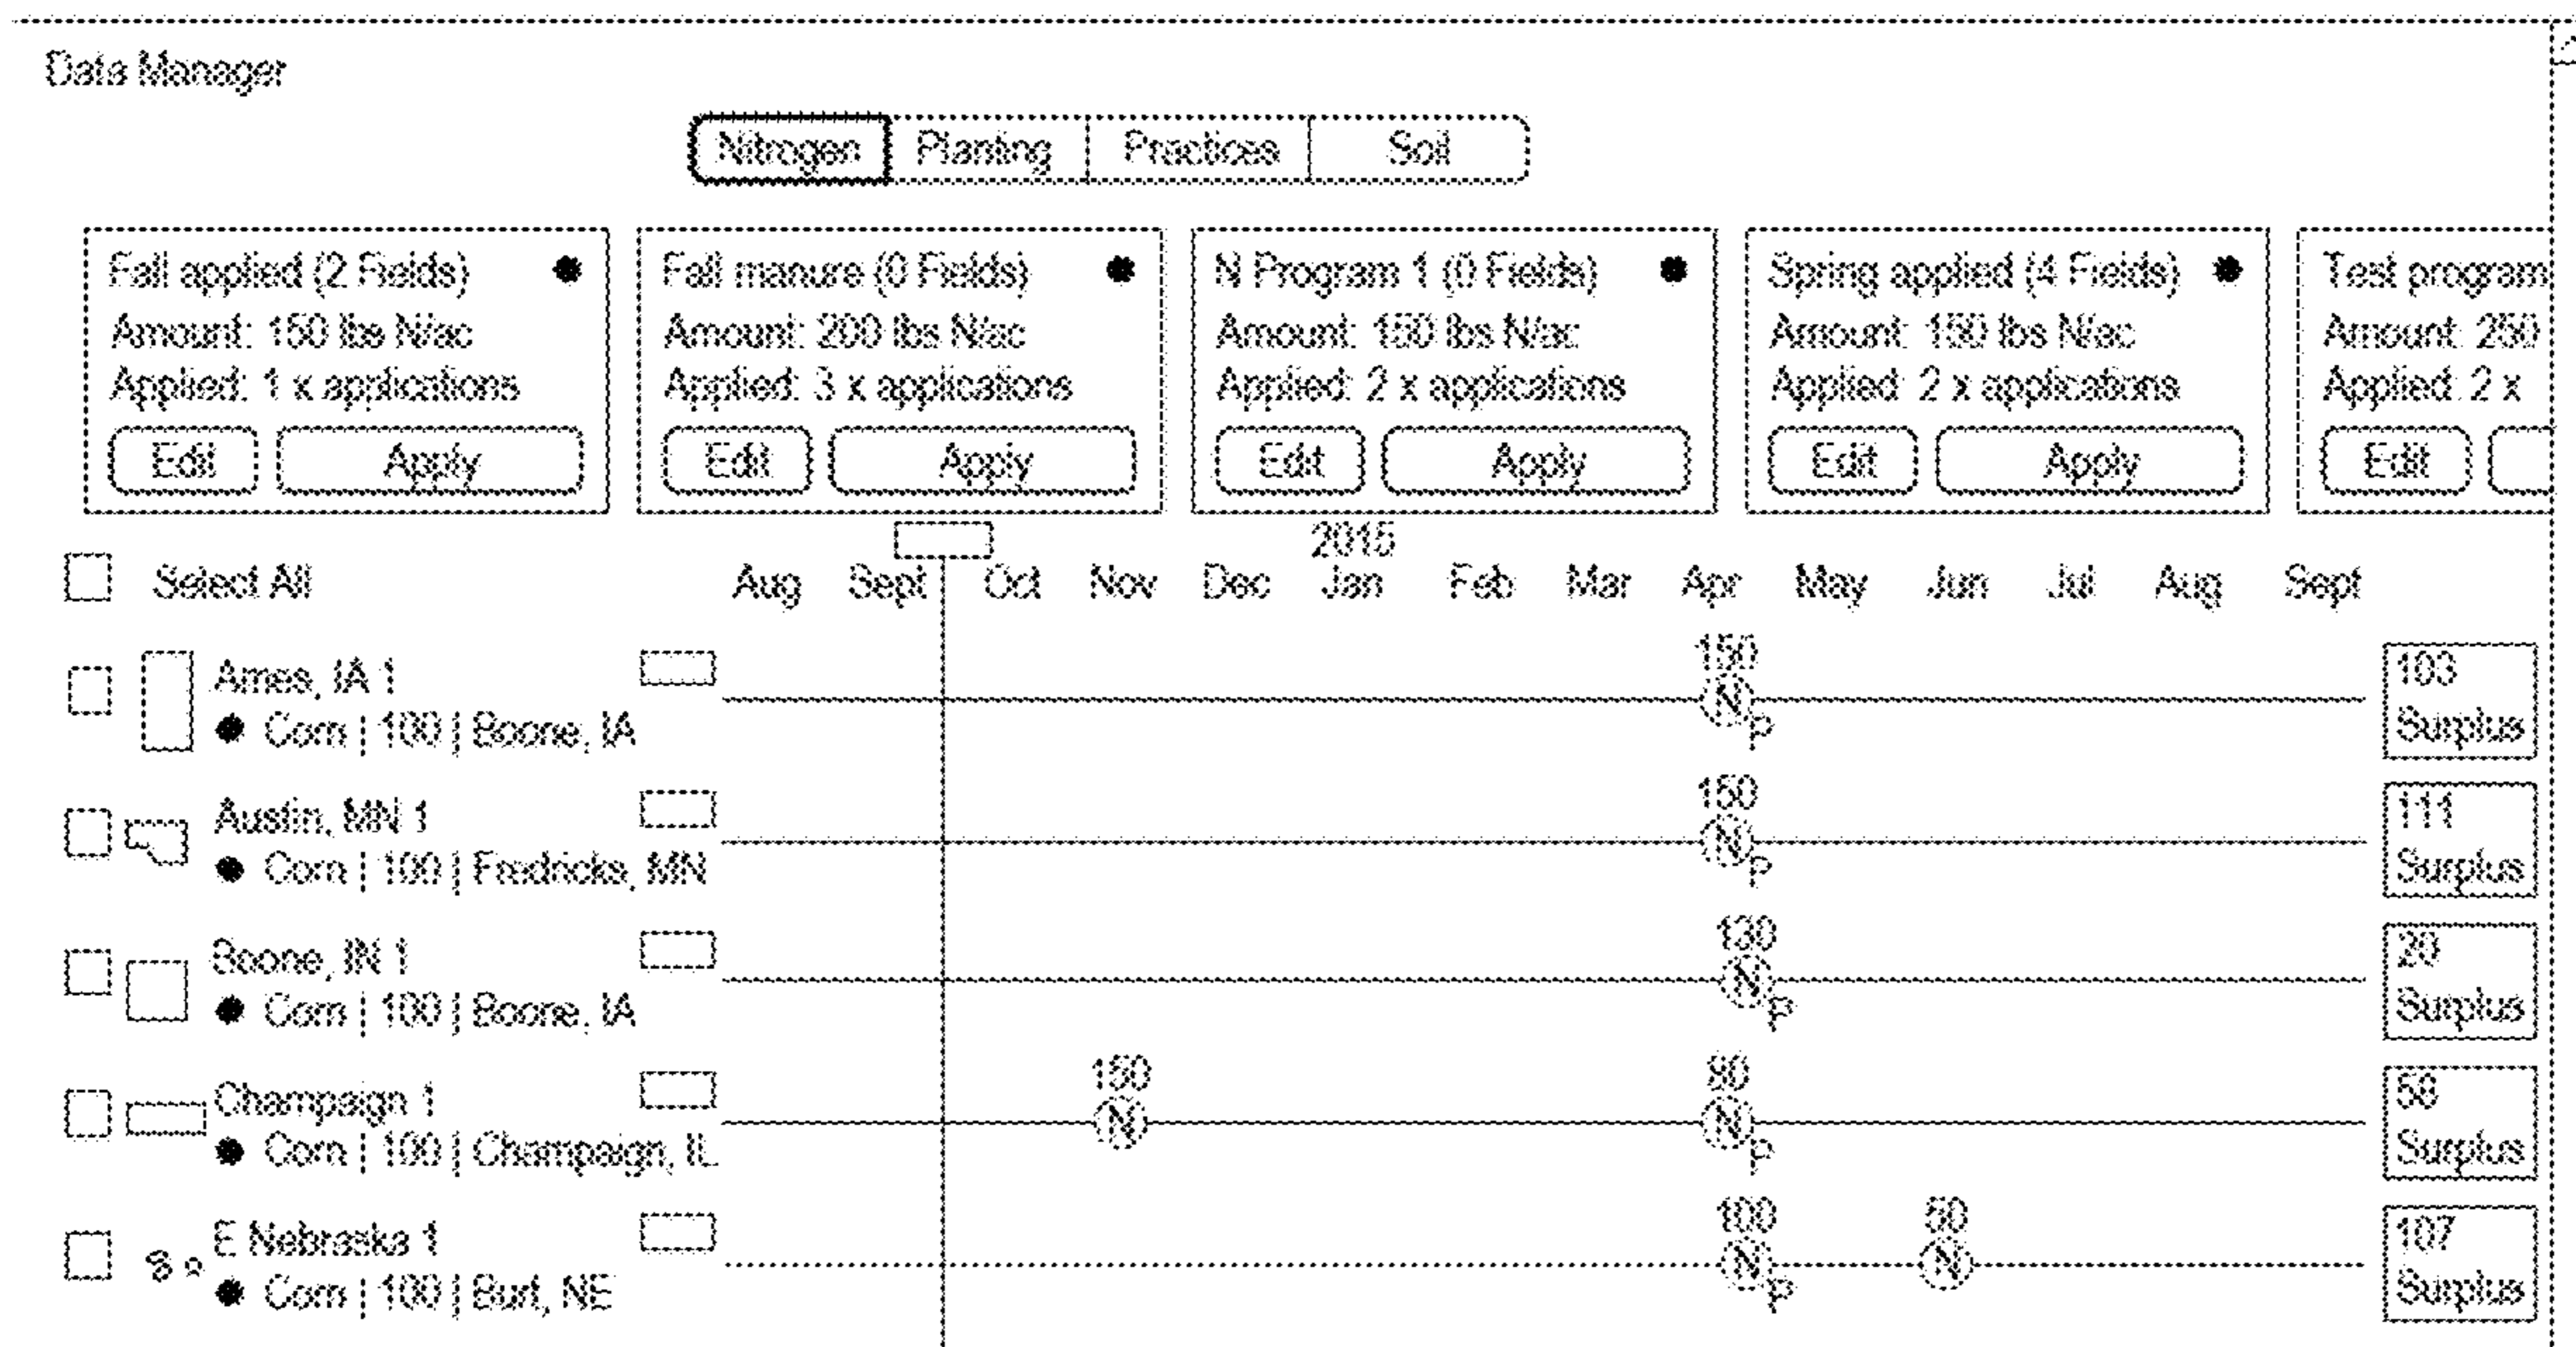 Data Manager
Nitrogen Planting Practices Soil
Fall applied (2 Fields)
Amount: 150 lbs N/ac
Applied: 1 x applications
Edit Apply
Fall manure (0 Fields)
Amount: 200 lbs N/ac
Applied: 3 x applications
Edit Apply
N Program 1 (0 Fields)
Amount: 150 lbs N/ac
Applied: 2 x applications
Edit Apply
Spring applied (4 Fields)
Amount: 150 lbs N/ac
Applied: 2 x applications
Edit Apply
Test program
Amount: 250
Applied: 2 x
Edit
2015
Select All Aug Sept Oct Nov Dec Jan Feb Mar Apr May Jun Jul Aug Sept
Ames, IA 1
Corn | 100 | Boone, IA
150
N
P
103
Surplus
Austin, MN 1
Corn | 100 | Fredricks, MN
150
N
P
111
Surplus
Boone, IN 1
Corn | 100 | Boone, IA
130
N
P
20
Surplus
Champaign 1
Corn | 100 | Champaign, IL
150
N
N
P
Surplus
E Nebraska 1
Corn | 100 | Burt, NE
100
N
P
50
N
107
Surplus